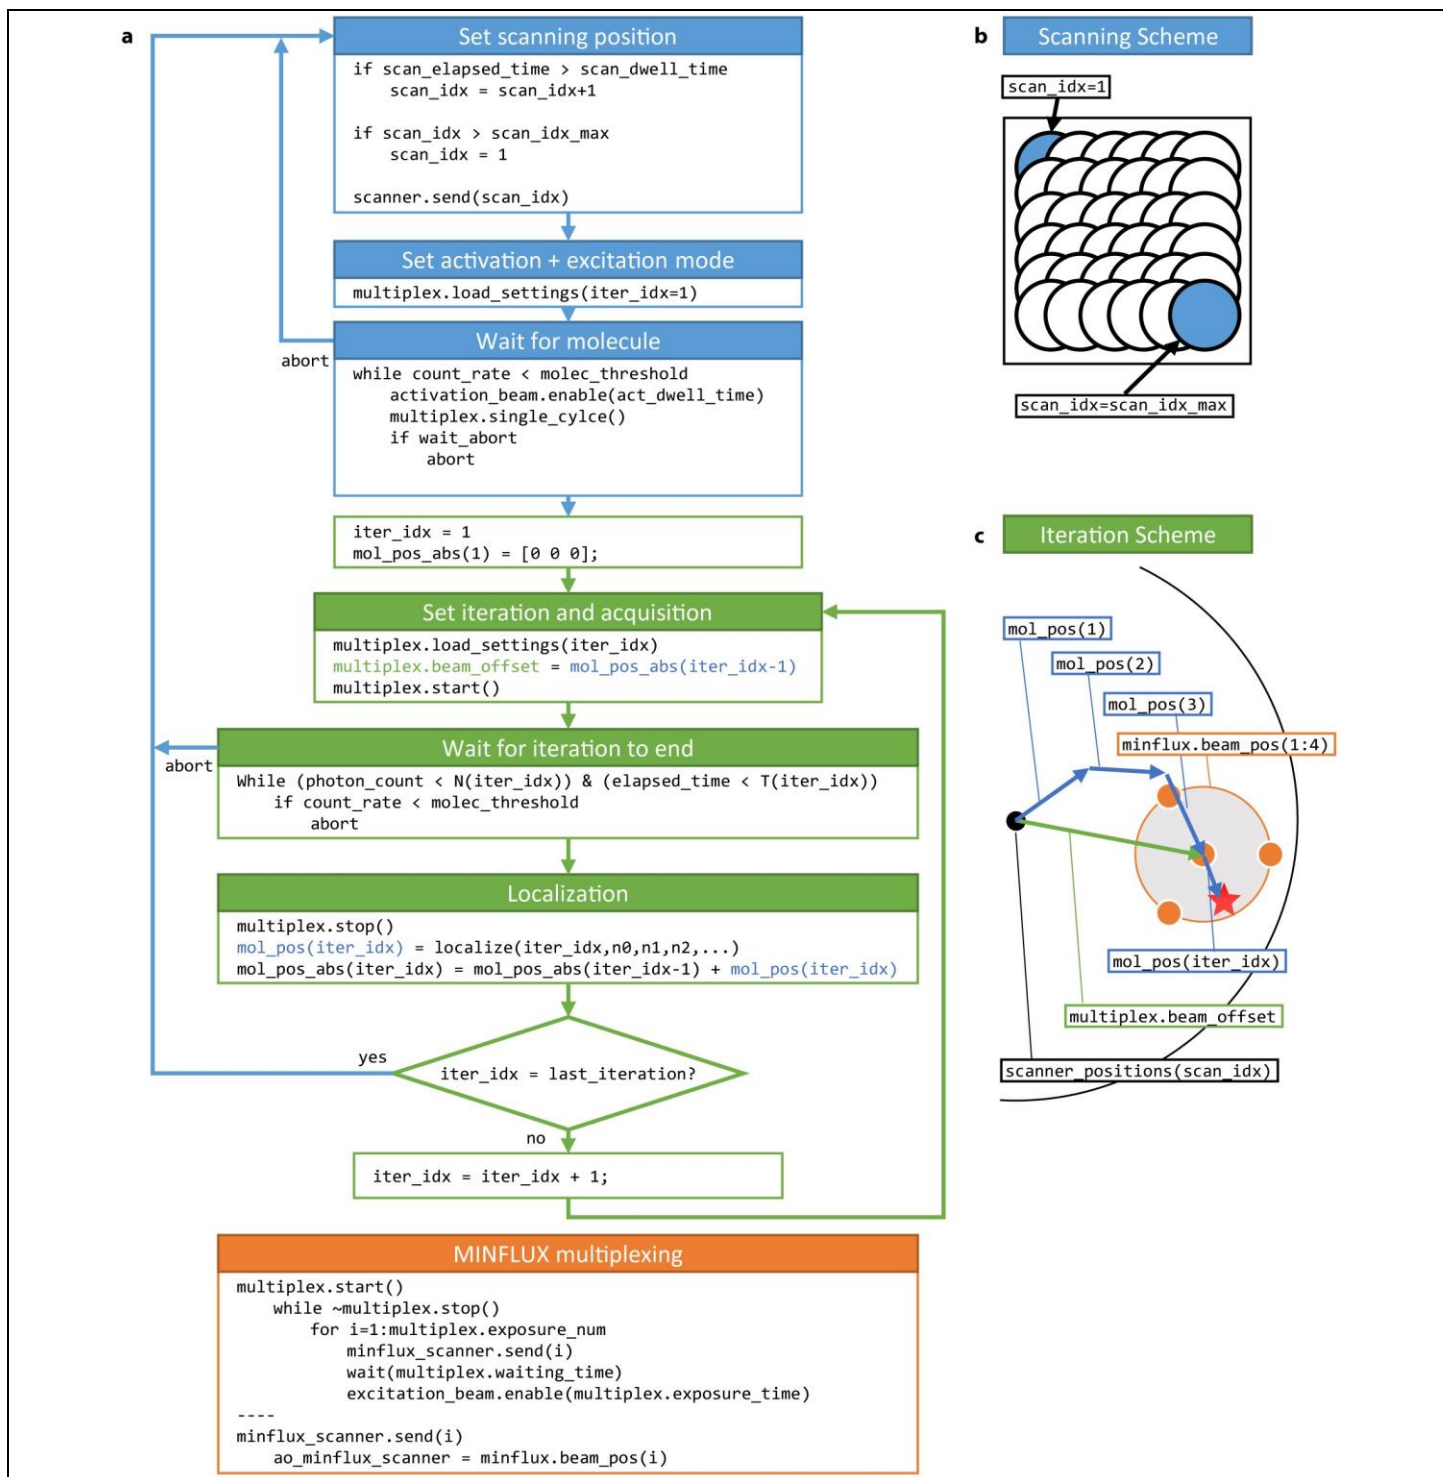 a
Set scanning position
if scan_elapsed_time > scan_dwell_time
scan_idx = scan_idx+1
if scan_idx > scan_idx_max
scan_idx = 1
scanner.send(scan_idx)
Set activation + excitation mode
multiplex.load_settings(iter_idx=1)
Wait for molecule
abort
while count_rate < molec_threshold
activation_beam.enable(act_dwell_time)
multiplex.single_cylce()
if wait_abort
abort
iter_idx = 1
mol_pos_abs(1) = [0 0 0];
Set iteration and acquisition
multiplex.load_settings(iter_idx)
multiplex.beam_offset = mol_pos_abs(iter_idx-1)
multiplex.start()
Wait for iteration to end
abort
While (photon_count < N(iter_idx)) & (elapsed_time < T(iter_idx))
if count_rate < molec_threshold
abort
Localization
multiplex.stop()
mol_pos(iter_idx) = localize(iter_idx,n0,n1,n2,...)
mol_pos_abs(iter_idx) = mol_pos_abs(iter_idx-1) + mol_pos(iter_idx)
yes
iter_idx = last_iteration?
no
iter_idx = iter_idx + 1;
MINFLUX multiplexing
multiplex.start()
while ~multiplex.stop()
for i=1:multiplex.exposure_num
minflux_scanner.send(i)
wait(multiplex.waiting_time)
excitation_beam.enable(multiplex.exposure_time)
----
minflux_scanner.send(i)
ao_minflux_scanner = minflux.beam_pos(i)
b
Scanning Scheme
scan_idx=1
scan_idx=scan_idx_max
c
Iteration Scheme
mol_pos(1)
mol_pos(2)
mol_pos(3)
minflux.beam_pos(1:4)
mol_pos(iter_idx)
multiplex.beam_offset
scanner_positions(scan_idx)